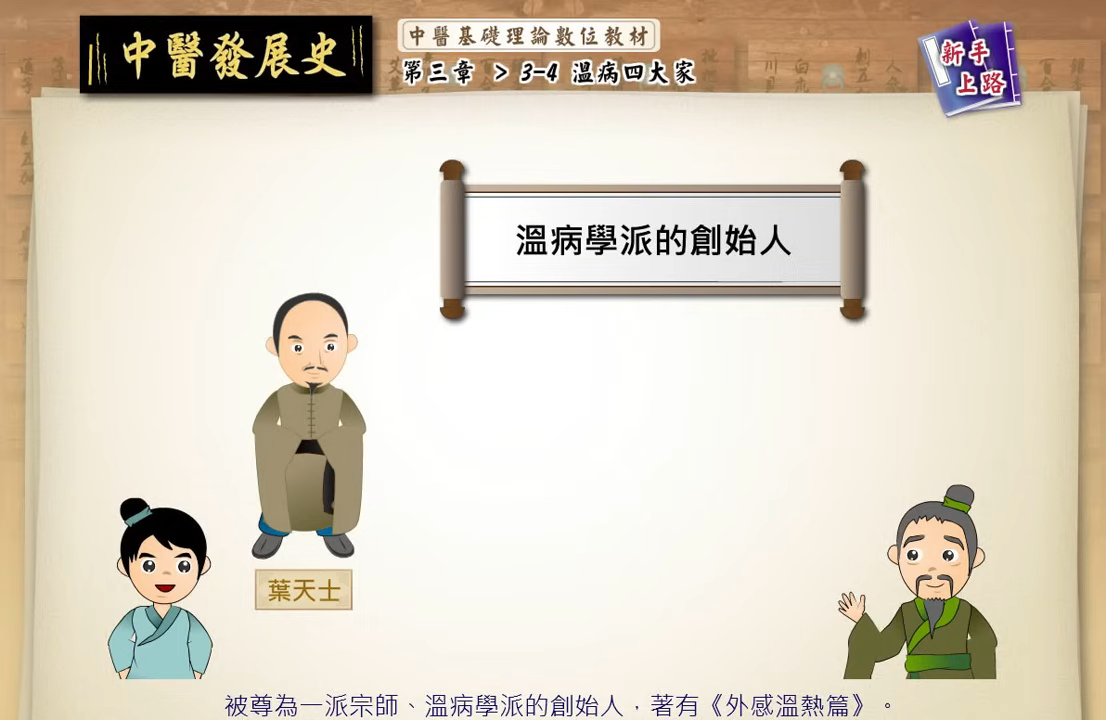 中醫發展史
中醫基礎理論數位教材
第三章 > 3-4 溫病四大家
新手
上路
溫病學派的創始人
葉天士
被尊為一派宗師、溫病學派的創始人，著有《外感溫熱篇》。